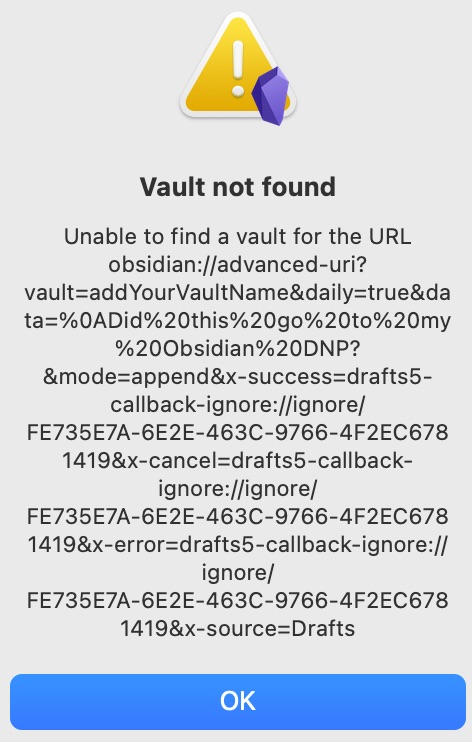 Vault not found
Unable to find a vault for the URL
obsidian://advanced-uri?
vault=addYourVaultName&daily=true&da
ta=%0ADid%20this%20go%20to%20my
%20Obsidian%20DNP?
&mode=append&x-success=drafts5-
callback-ignore://ignore/
FE735E7A-6E2E-463C-9766-4F2EC678
1419&x-cancel=drafts5-callback-
ignore://ignore/
FE735E7A-6E2E-463C-9766-4F2EC678
1419&x-error=drafts5-callback-ignore://
ignore/
FE735E7A-6E2E-463C-9766-4F2EC678
1419&x-source=Drafts
OK